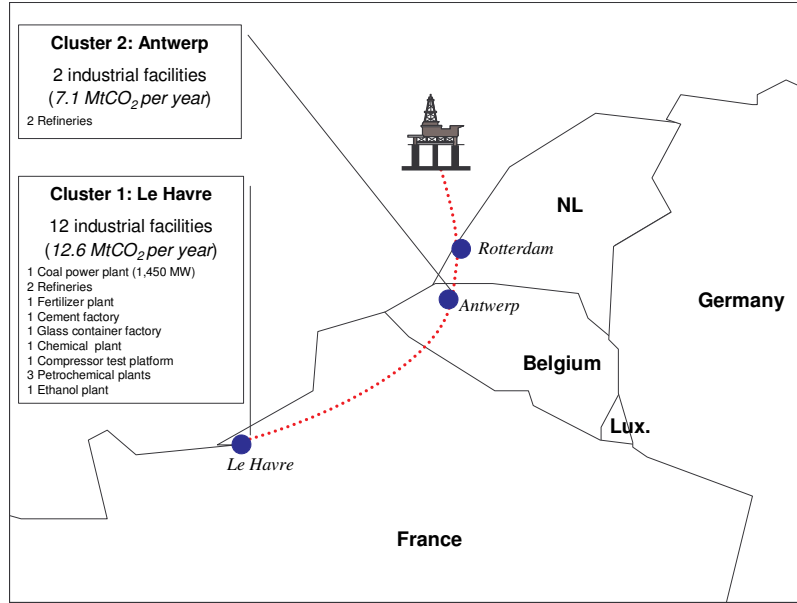 Cluster 2: Antwerp
2 industrial facilities
(7.1 MtCO2 per year)
2 Refineries
Cluster 1: Le Havre
12 industrial facilities
(12.6 MtCO2 per year)
1 Coal power plant (1,450 MW)
2 Refineries
1 Fertilizer plant
1 Cement factory
1 Glass container factory
1 Chemical plant
1 Compressor test platform
3 Petrochemical plants
1 Ethanol plant
NL
Rotterdam
Germany
Antwerp
Belgium
Lux.
Le Havre
France